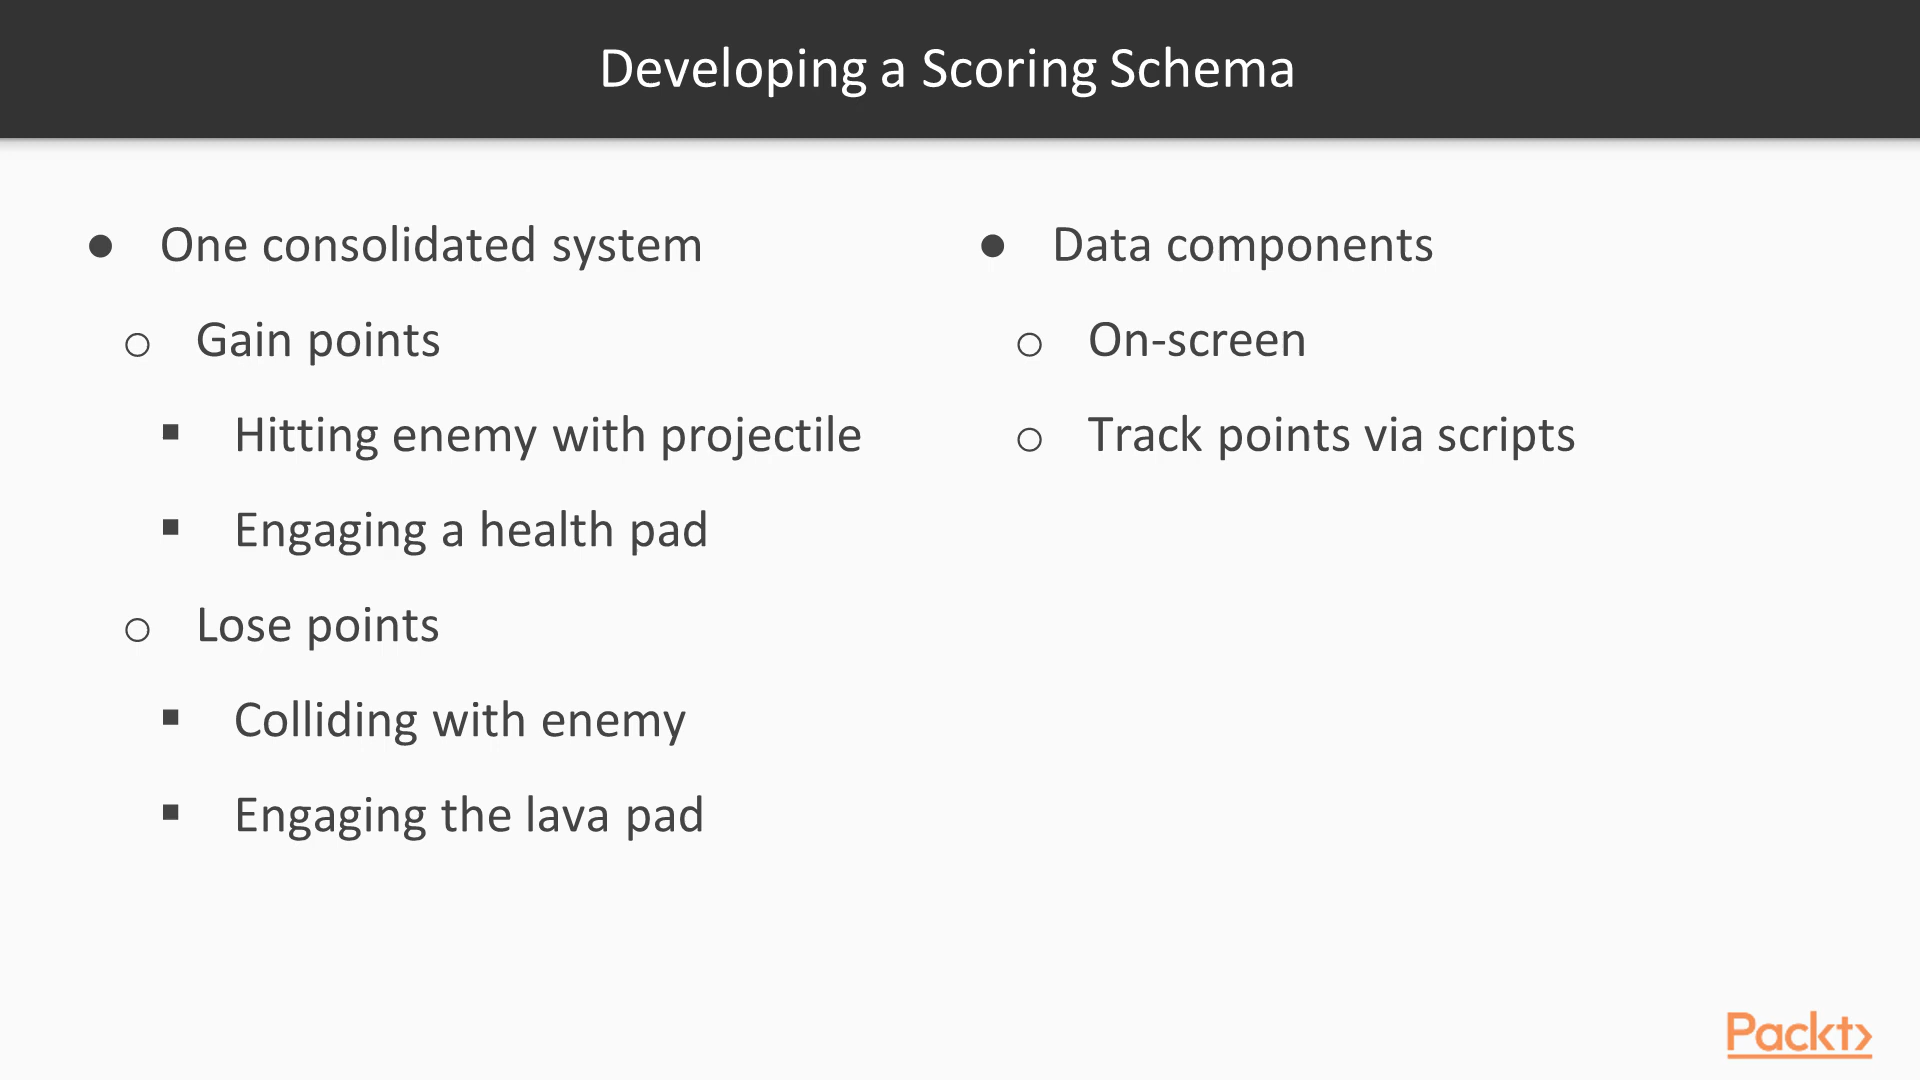 Developing a Scoring Schema
● One consolidated system
○ Gain points
▪ Hitting enemy with projectile
▪ Engaging a health pad
○ Lose points
▪ Colliding with enemy
▪ Engaging the lava pad
● Data components
○ On-screen
○ Track points via scripts
Packt>